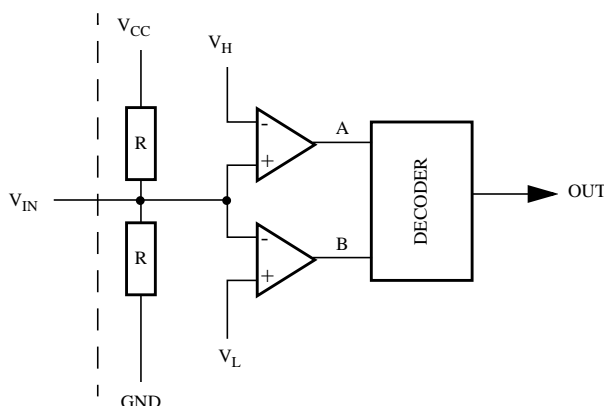 VCC
VH
-
A
R
+
VIN
DECODER
OUT
R
-
B
+
VL
GND